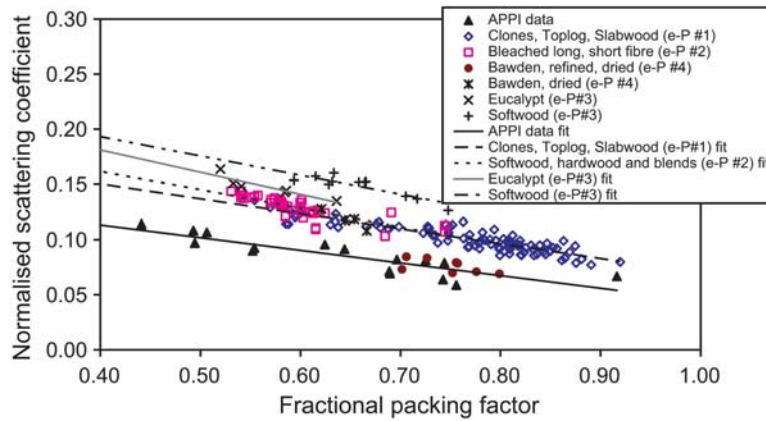 Normalised scattering coefficient
0.30
0.25
0.20
0.15
0.10
0.05
0.00
0.40
0.50
0.60
0.70
0.80
0.90
1.00
Fractional packing factor
APPI data
Clones, Toplog, Slabwood (e-P #1)
Bleached long, short fibre (e-P #2)
Bawden, refined, dried (e-P #4)
Bawden, dried (e-P #4)
Eucalypt (e-P#3)
Softwood (e-P#3)
APPI data fit
Clones, Toplog, Slabwood (e-P#1) fit
Softwood, hardwood and blends (e-P #2) fit
Eucalypt (e-P#3) fit
Softwood (e-P#3) fit